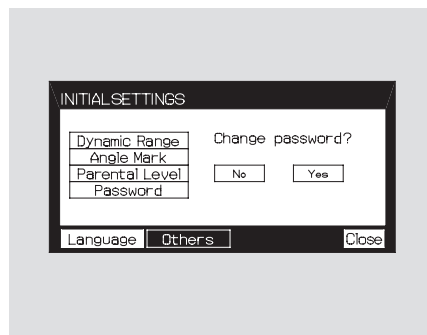 INITIAL SETTINGS
Dynamic Range
Angle Mark
Parental Level
Password
Change password?
No Yes
Language Others Close